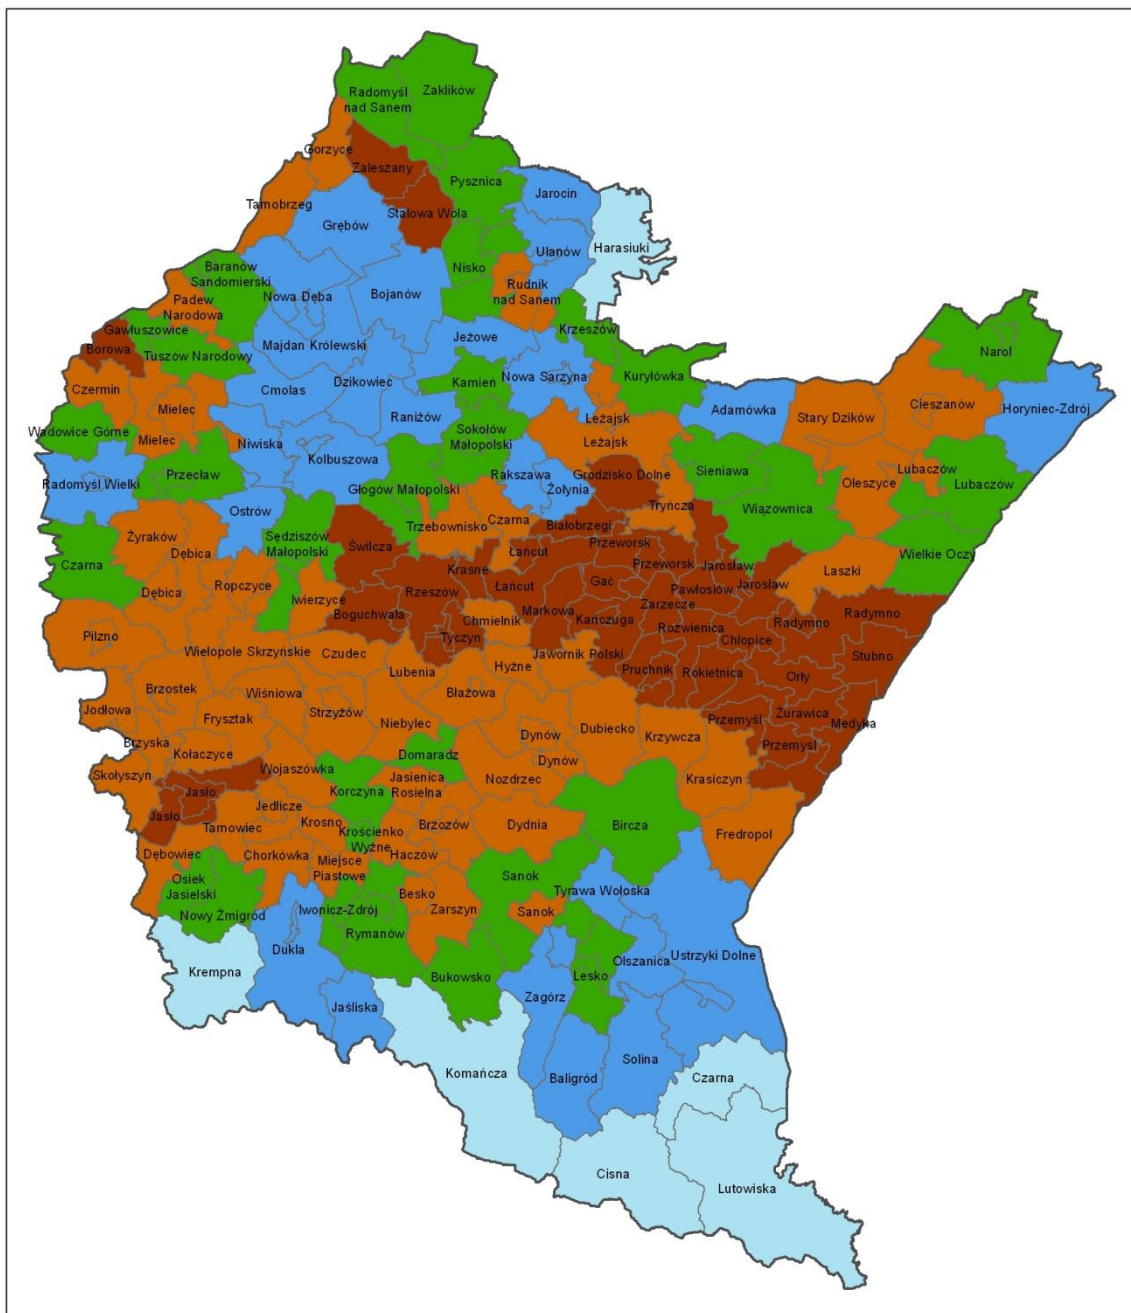 Radomyśl
nad Sanem
Zaklików
Gorzyce
Zaleszany
Pysznica
Jarocin
Tarnobrzeg
Stalowa Wola
Grębów
Ulanów
Harasiuki
Baranów
Sandomierski
Nisko
Nowa Dęba
Bojanów
Rudnik
nad Sanem
Padew
Narodowa
Gawłuszowice
Krzeszów
Borowa
Tuszów Narodowy
Majdan Królewski
Jeżowe
Narol
Czermin
Cmolas
Dzikowiec
Kamień
Nowa Sarzyna
Kuryłówka
Mielec
Cieszanów
Raniżów
Leżajsk
Adamówka
Stary Dzików
Horyniec-Zdrój
Wadowice Górne
Mielec
Niwiska
Sokołów
Małopolski
Leżajsk
Kolbuszowa
Przecław
Rakszawa
Grodzisko Dolne
Sieniawa
Lubaczów
Lubaczów
Radomyśl Wielki
Głogów Małopolski
Żołynia
Oleszyce
Ostrów
Tryńcza
Wiązownica
Trzebownisko
Czarna
Białobrzegi
Żyraków
Sędziszów
Małopolski
Świlcza
Dębica
Łańcut
Przeworsk
Wielkie Oczy
Czarna
Krasne
Przeworsk
Jarosław
Laszki
Dębica
Ropczyce
Iwierzyce
Rzeszów
Łańcut
Gać
Pawłosiów
Jarosław
Boguchwała
Markowa
Zarzecze
Radymno
Chmielnik
Kańczuga
Radymno
Pilzno
Tyczyn
Roźwienica
Chłopice
Wielopole Skrzyńskie
Czudec
Jawornik Polski
Stubno
Lubenia
Hyżne
Pruchnik
Rokietnica
Orły
Brzostek
Wiśniowa
Błażowa
Jodłowa
Frysztak
Strzyżów
Niebylec
Dubiecko
Przemyśl
Żurawica
Medyka
Brzyska
Dynów
Krzywcza
Przemyśl
Kołaczyce
Domaradz
Dynów
Skołyszyn
Wojaszówka
Jasienica
Rosielna
Nozdrzec
Krasiczyn
Jasło
Korczyna
Jasło
Jedlicze
Tarnowiec
Krosno
Krościenko
Wyżne
Brzozów
Dydnia
Bircza
Fredropol
Dębowiec
Chorkówka
Miejsce
Piastowe
Haczów
Osiek
Jasielski
Sanok
Tyrawa Wołoska
Nowy Żmigród
Iwonicz-Zdrój
Besko
Zarszyn
Sanok
Rymanów
Krempna
Dukla
Bukowsko
Lesko
Olszanica
Ustrzyki Dolne
Jaśliska
Zagórz
Komańcza
Baligród
Solina
Czarna
Cisna
Lutowiska